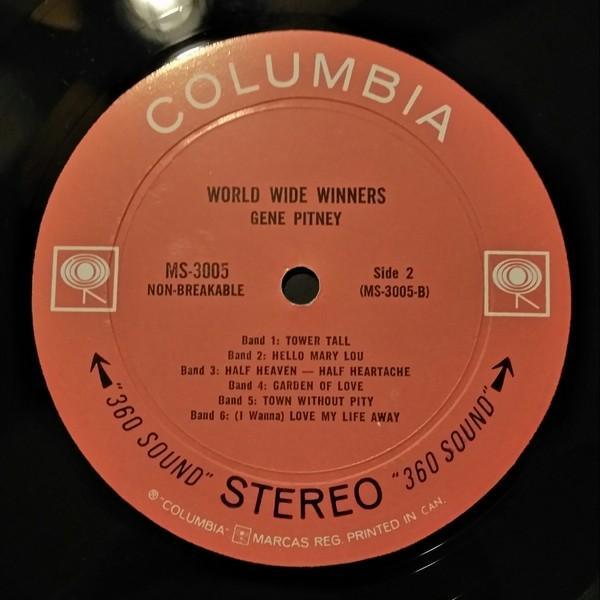 COLUMBIA
WORLD WIDE WINNERS
GENE PITNEY
MS-3005
NON-BREAKABLE
Side 2
(MS-3005-B)
Band 1: TOWER TALL
Band 2: HELLO MARY LOU
Band 3: HALF HEAVEN — HALF HEARTACHE
Band 4: GARDEN OF LOVE
Band 5: TOWN WITHOUT PITY
Band 6: (I Wanna) LOVE MY LIFE AWAY
"360 SOUND" STEREO "360 SOUND"
® "COLUMBIA" MARCAS REG. PRINTED IN CAN.